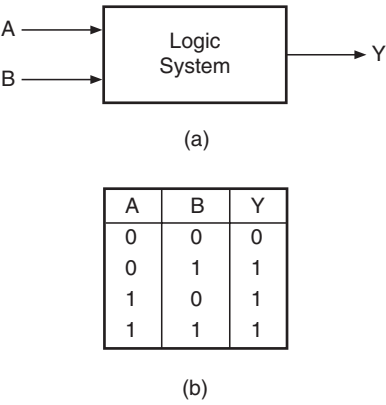 A
Logic
System
Y
B
(a)
A B Y
0 0 0
0 1 1
1 0 1
1 1 1
(b)